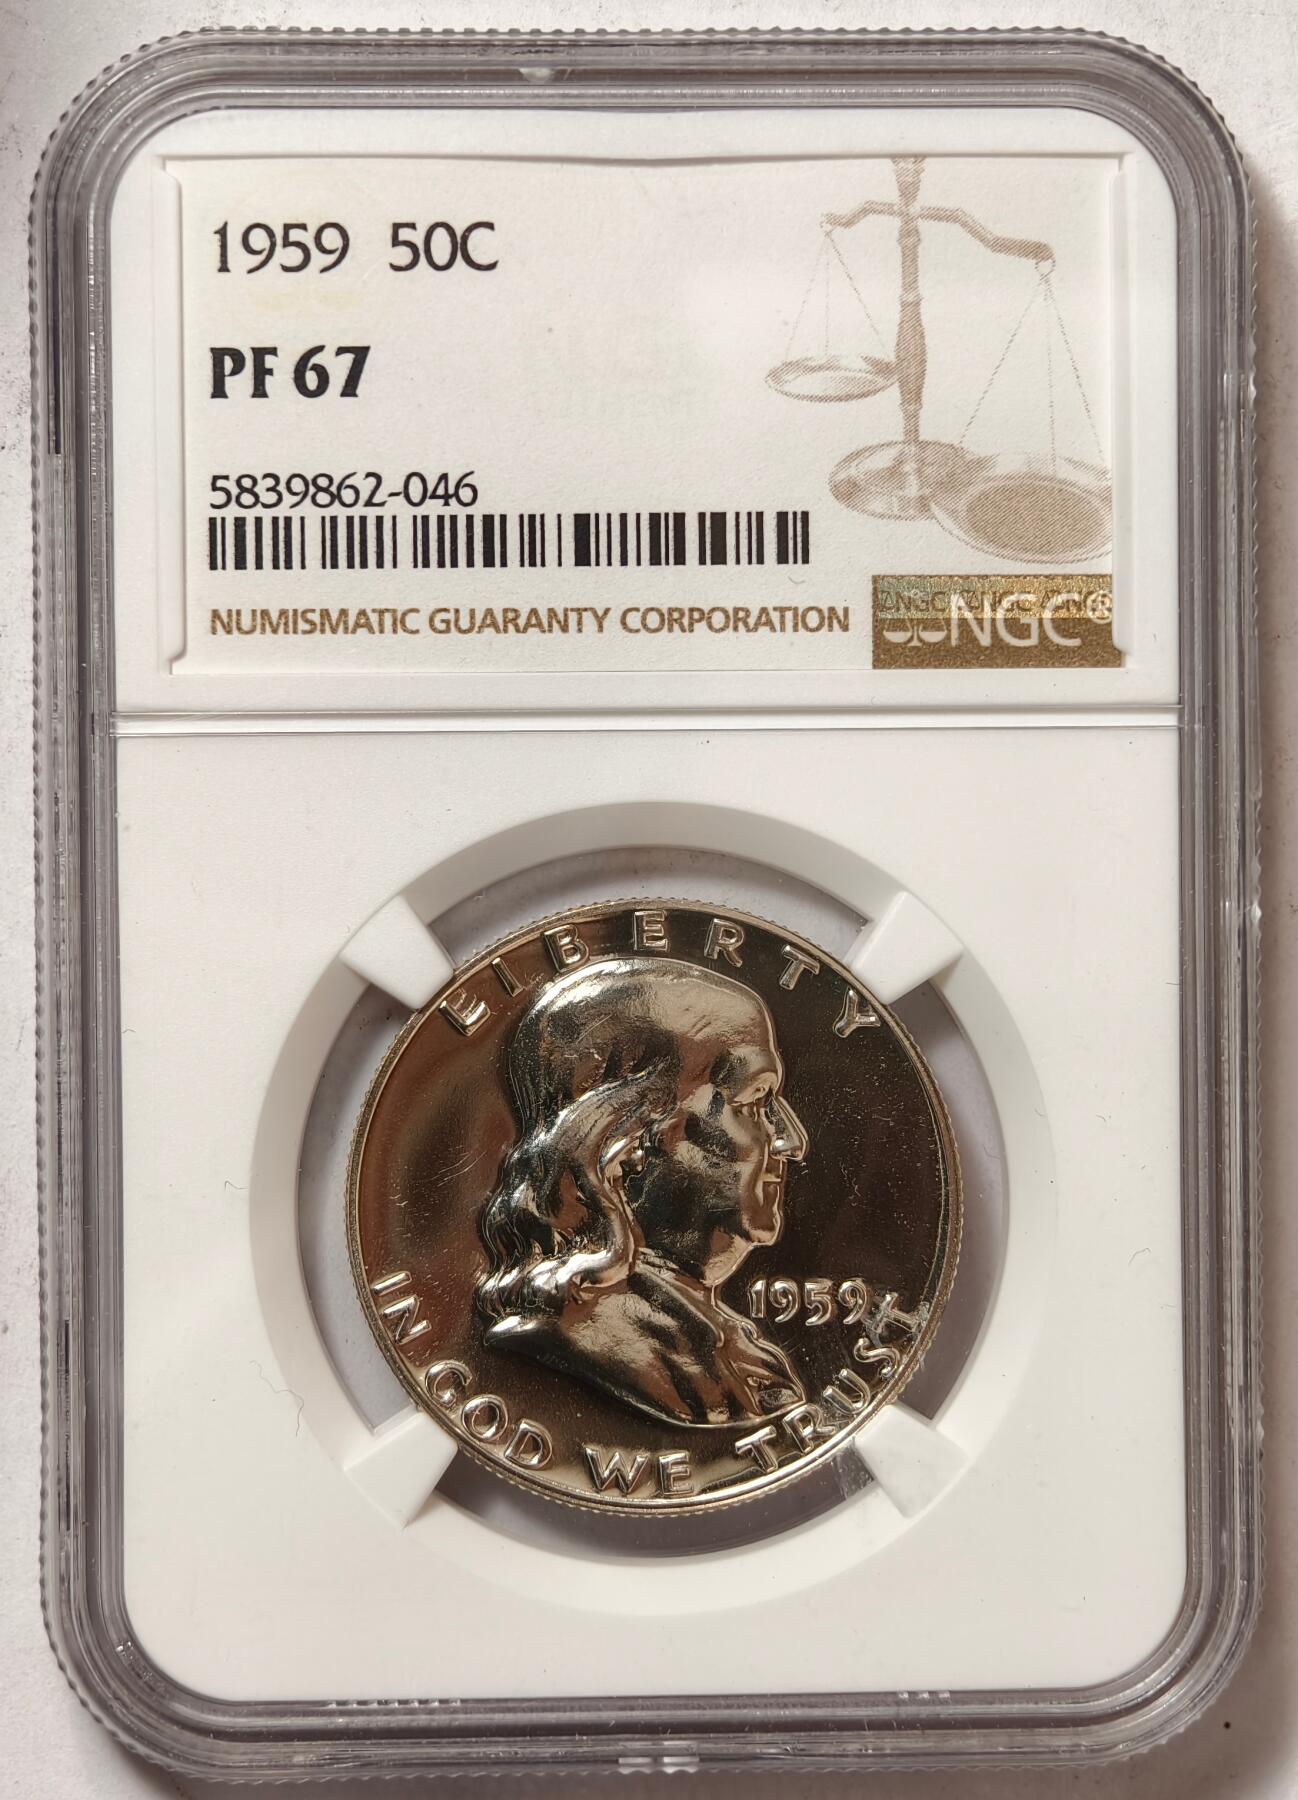 1959 50C
PF 67
5839862-046
NUMISMATIC GUARANTY CORPORATION
NGC®
LIBERTY
1959
IN GOD WE TRUST